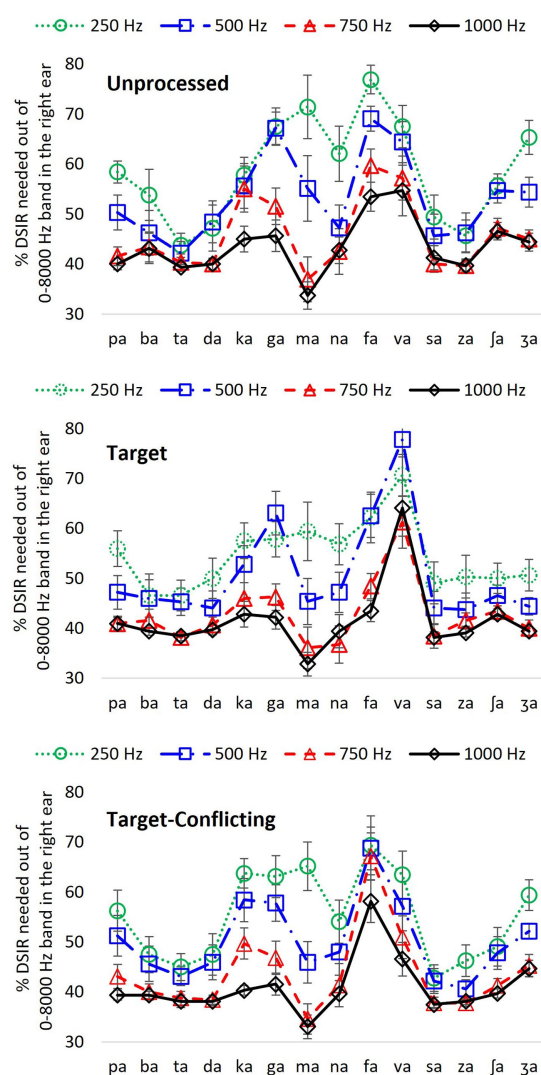 250 Hz 500 Hz 750 Hz 1000 Hz
Unprocessed
% DSIR needed out of
0-8000 Hz band in the right ear
80
70
60
50
40
30
pa ba ta da ka ga ma na fa va sa za ʃa ʒa
250 Hz 500 Hz 750 Hz 1000 Hz
Target
% DSIR needed out of
0-8000 Hz band in the right ear
80
70
60
50
40
30
pa ba ta da ka ga ma na fa va sa za ʃa ʒa
250 Hz 500 Hz 750 Hz 1000 Hz
Target-Conflicting
% DSIR needed out of
0-8000 Hz band in the right ear
80
70
60
50
40
30
pa ba ta da ka ga ma na fa va sa za ʃa ʒa